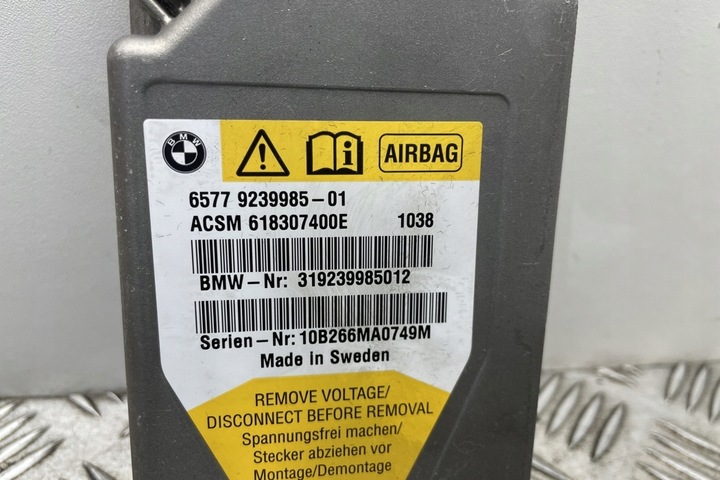 BMW
AIRBAG
6577 9239985-01
ACSM 618307400E 1038
BMW-Nr: 319239985012
Serien-Nr: 10B266MA0749M
Made in Sweden
REMOVE VOLTAGE/
DISCONNECT BEFORE REMOVAL
Spannungsfrei machen/
Stecker abziehen vor
Montage/Demontage